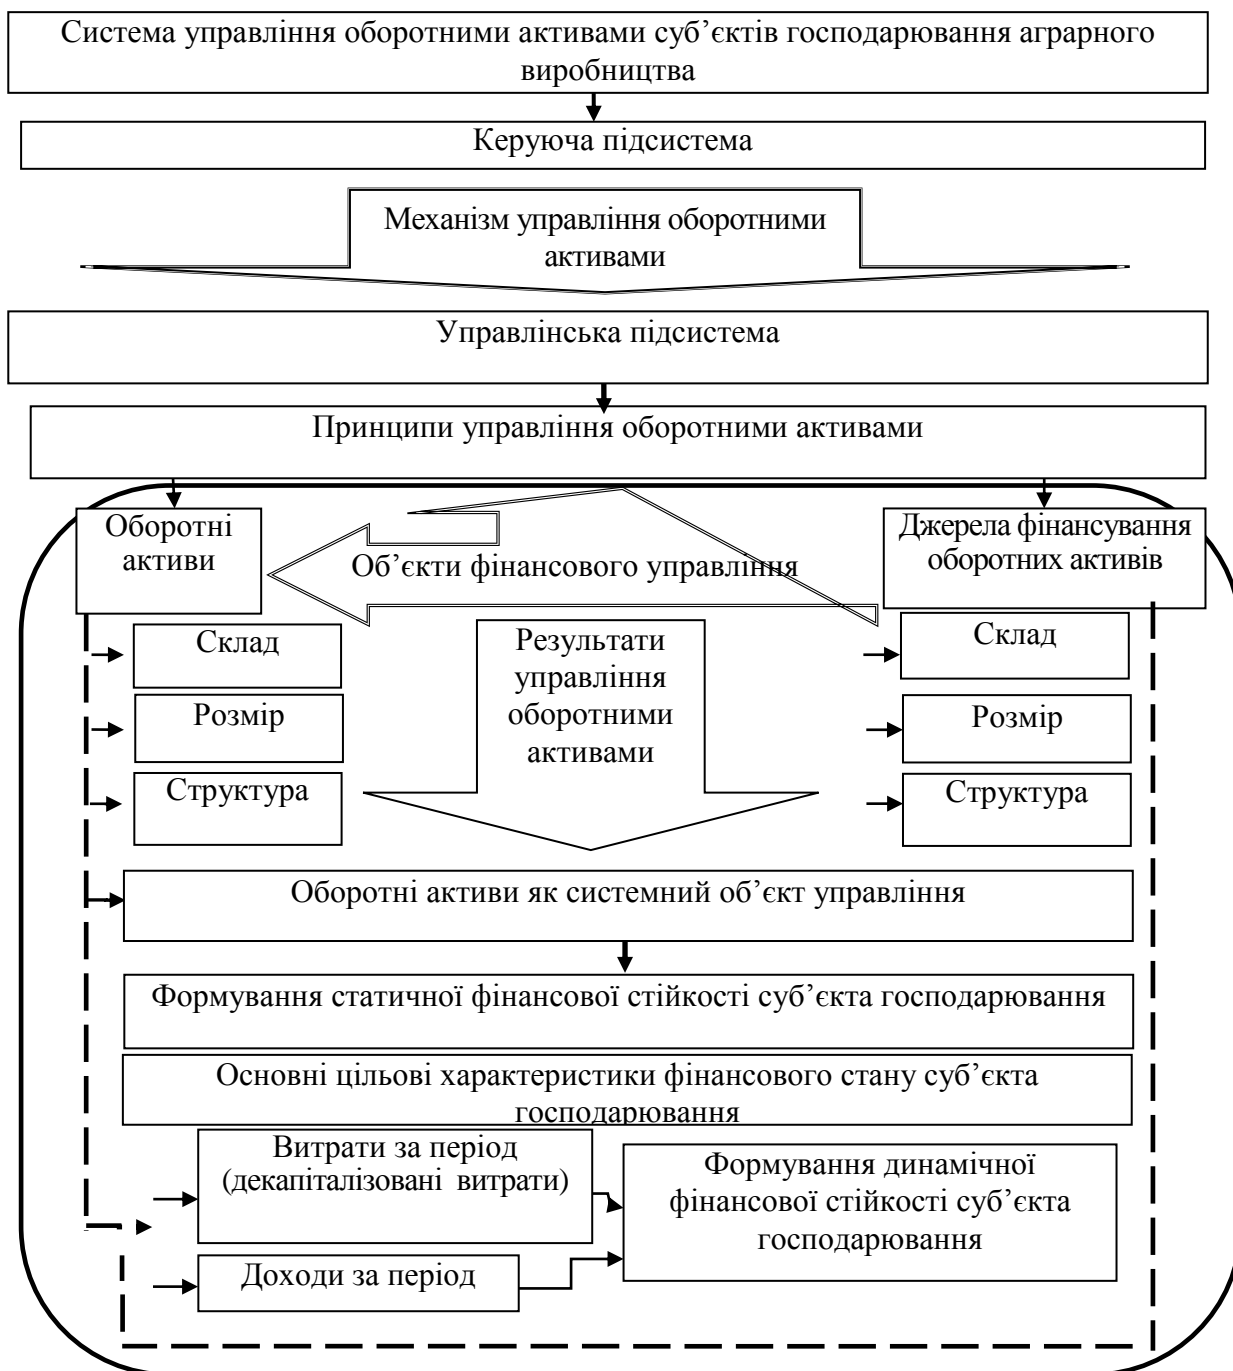 Система управління оборотними активами суб’єктів господарювання аграрного
виробництва
Керуюча підсистема
Механізм управління оборотними
активами
Управлінська підсистема
Принципи управління оборотними активами
Оборотні
активи
Об’єкти фінансового управління
Джерела фінансування
оборотних активів
Склад
Розмір
Структура
Результати
управління
оборотними
активами
Склад
Розмір
Структура
Оборотні активи як системний об’єкт управління
Формування статичної фінансової стійкості суб’єкта господарювання
Основні цільові характеристики фінансового стану суб’єкта
господарювання
Витрати за період
(декапіталізовані витрати)
Доходи за період
Формування динамічної
фінансової стійкості суб’єкта
господарювання